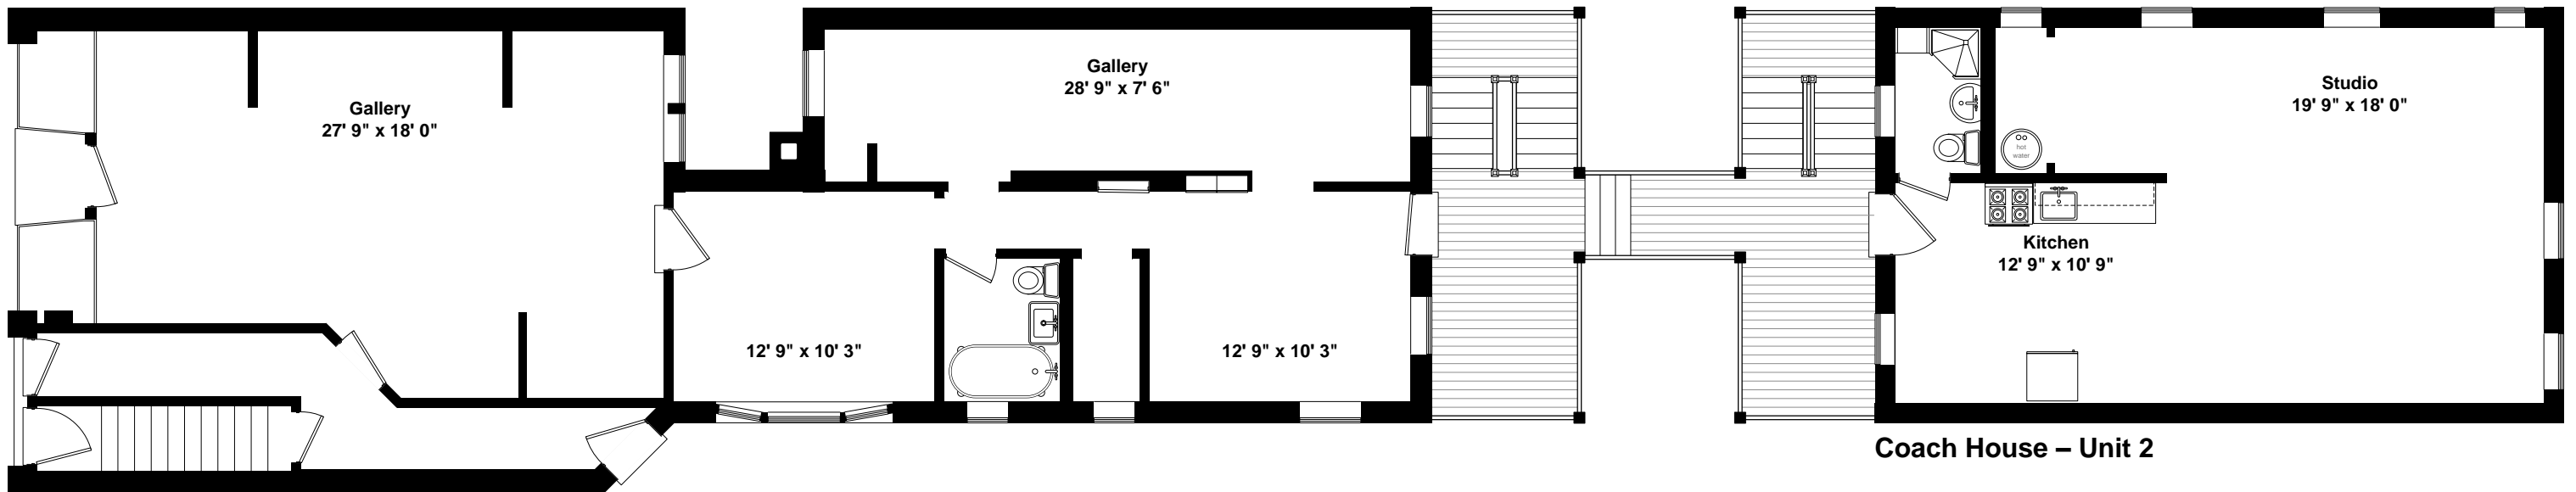 Gallery
27' 9" x 18' 0"
Gallery
28' 9" x 7' 6"
12' 9" x 10' 3"
12' 9" x 10' 3"
hot
water
Studio
19' 9" x 18' 0"
Kitchen
12' 9" x 10' 9"
Coach House – Unit 2